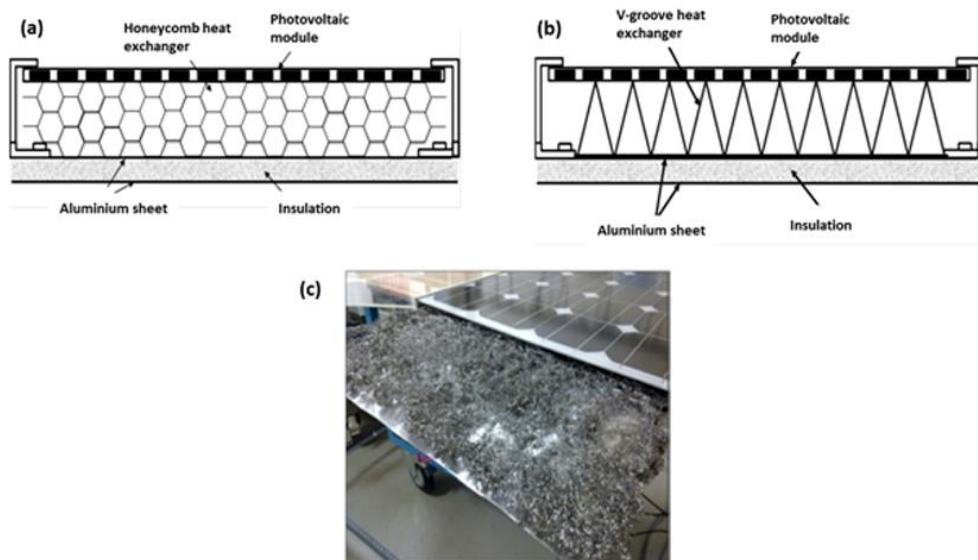 (a)
Honeycomb heat
exchanger
Photovoltaic
module
Aluminium sheet
Insulation
(b)
V-groove heat
exchanger
Photovoltaic
module
Aluminium sheet
Insulation
(c)